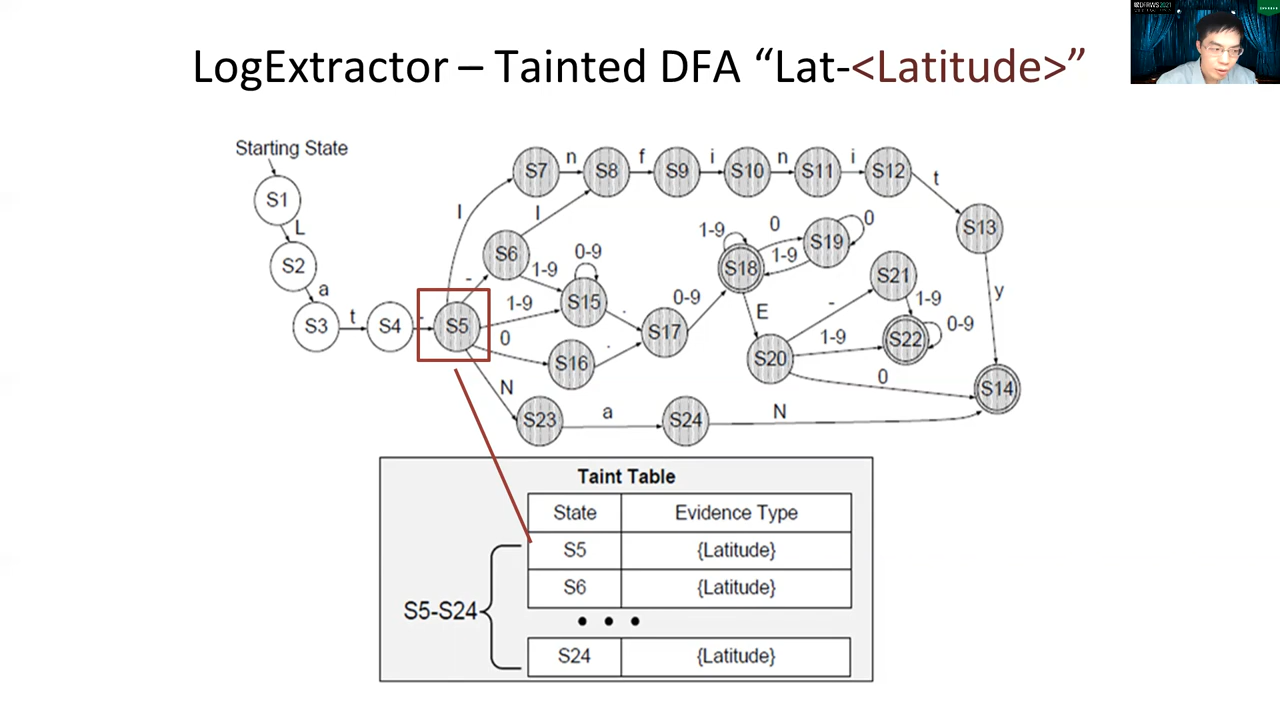 LogExtractor – Tainted DFA “Lat-<Latitude>”
DFRWS 2021
Starting State
S1
L
S2
a
S3
t
S4
-
S5
I
S7
n
S8
f
S9
i
S10
n
S11
i
S12
t
S13
y
S14
-
S6
I
1-9
1-9
0-9
S15
.
0
S16
.
S17
0-9
S18
1-9
0
1-9
S19
0
E
S20
-
S21
1-9
1-9
S22
0-9
0
N
S23
a
S24
N
Taint Table
State Evidence Type
S5 {Latitude}
S6 {Latitude}
• • •
S24 {Latitude}
S5-S24